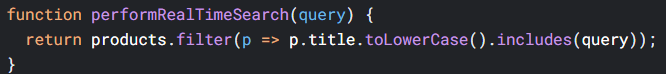 function performRealTimeSearch(query) {
  return products.filter(p => p.title.toLowerCase().includes(query));
}